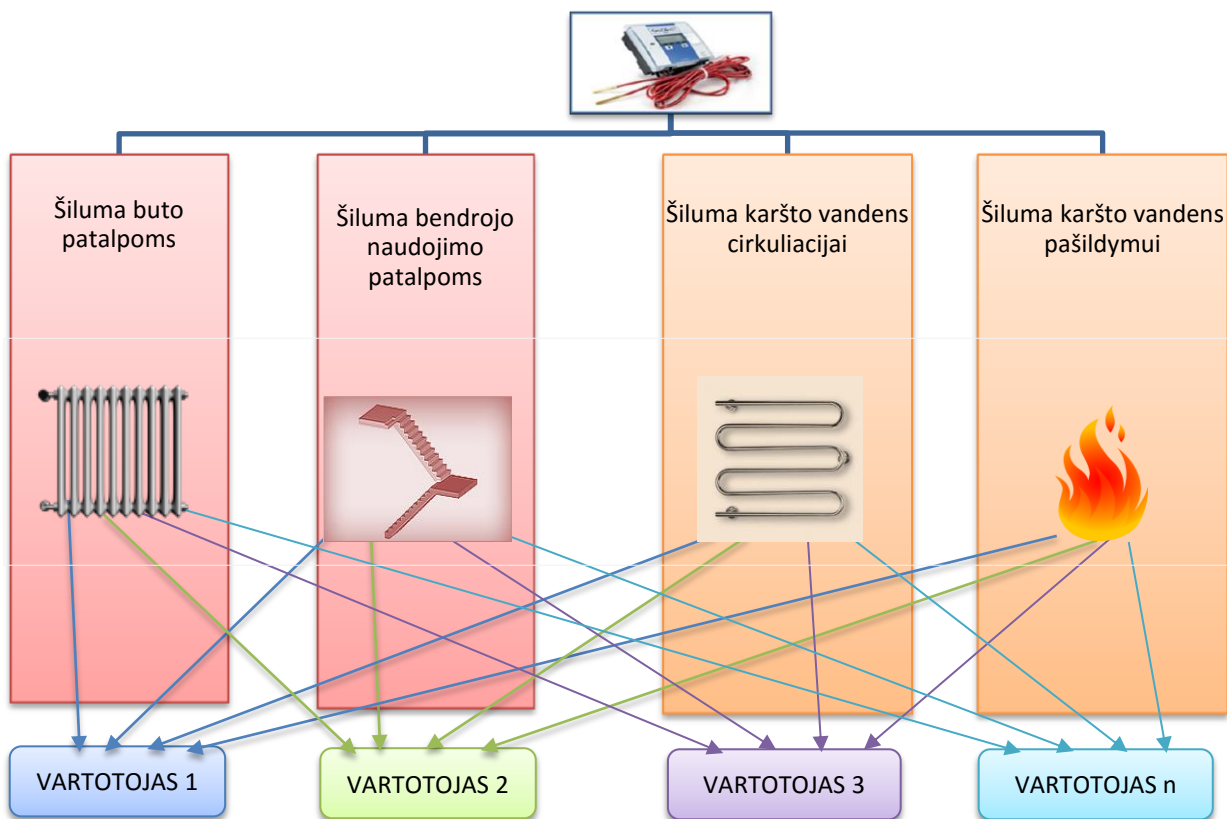 Šiluma buto
patalpoms
Šiluma bendrojo
naudojimo
patalpoms
Šiluma karšto vandens
cirkuliacijai
Šiluma karšto vandens
pašildymui
VARTOTOJAS 1
VARTOTOJAS 2
VARTOTOJAS 3
VARTOTOJAS n